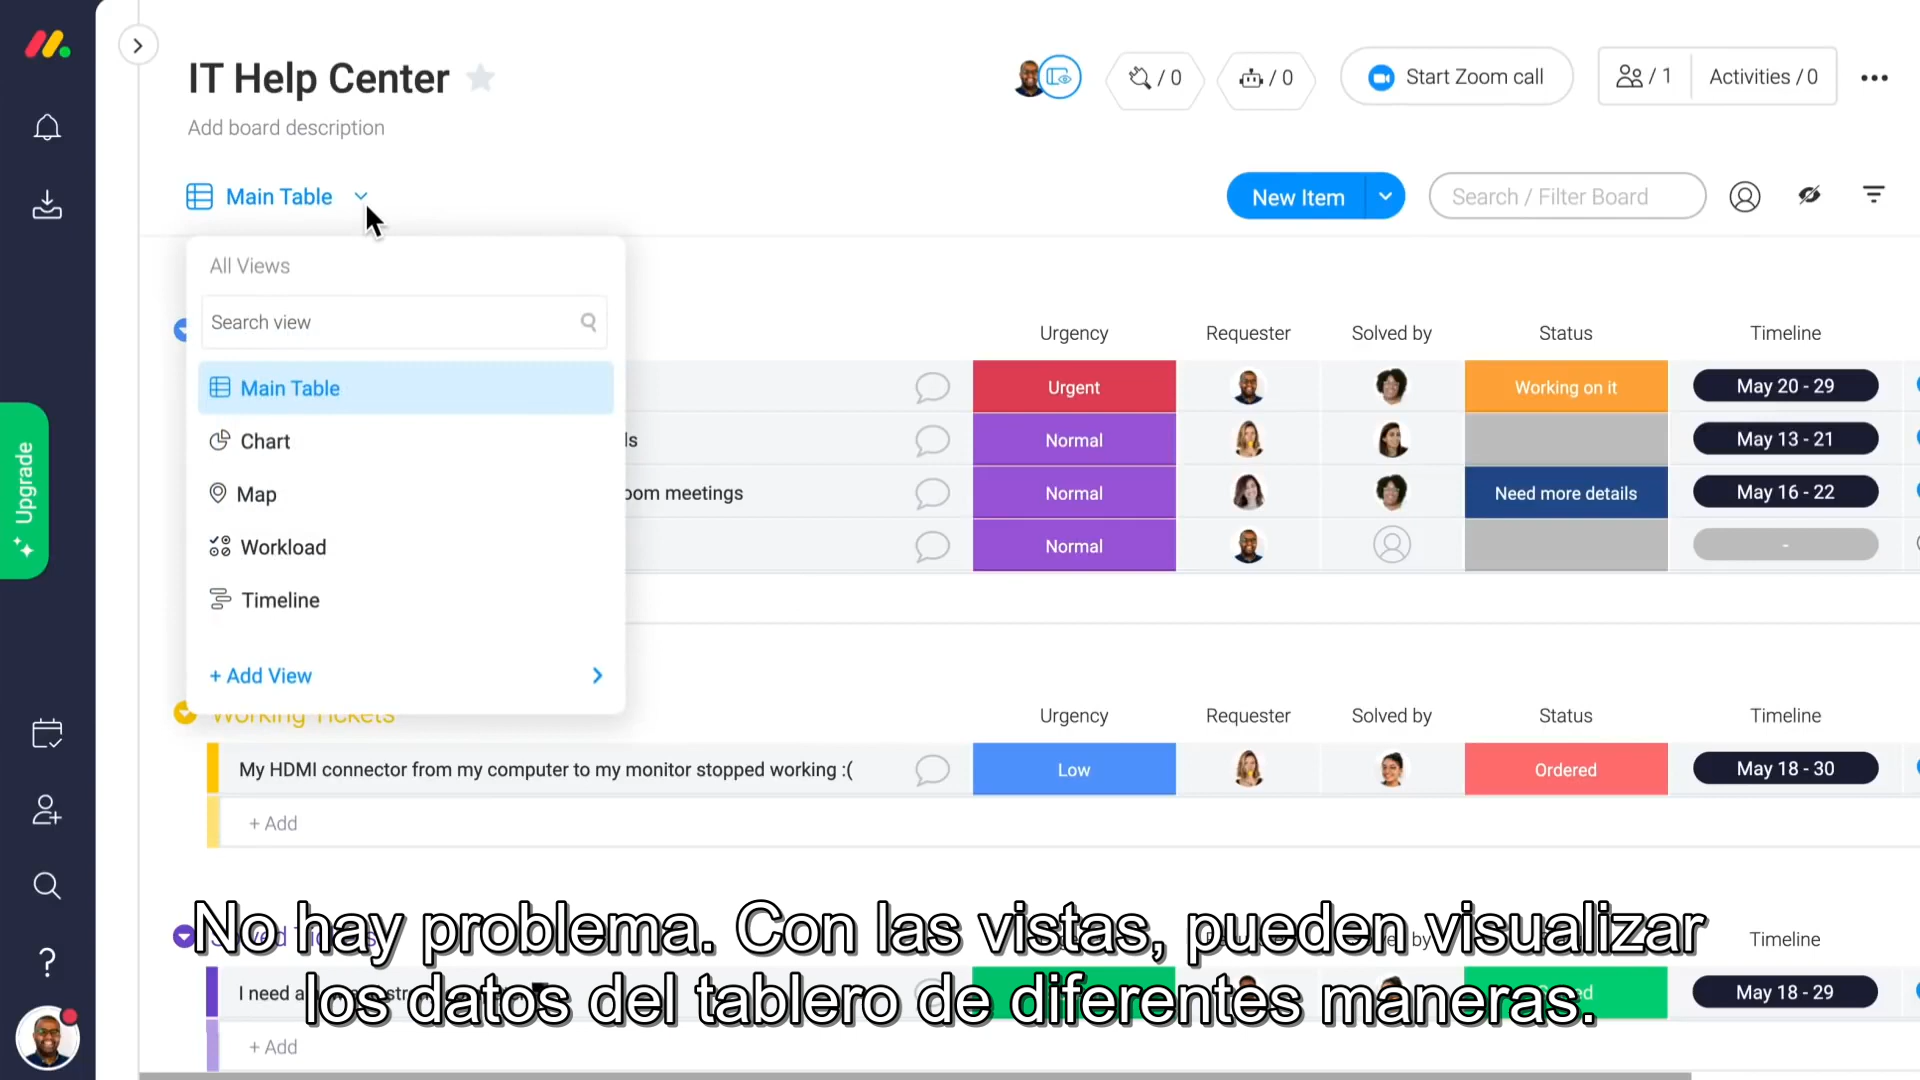 IT Help Center
/ 0
/ 0
Start Zoom call
/ 1
Activities / 0
Add board description
Main Table
New Item
Search / Filter Board
All Views
Search view
Main Table
Chart
Map
Workload
Timeline
+ Add View
Urgency
Requester
Solved by
Status
Timeline
Urgent
Working on it
May 20 - 29
ls
Normal
May 13 - 21
oom meetings
Normal
Need more details
May 16 - 22
Normal
-
Upgrade
Working Tickets
Urgency
Requester
Solved by
Status
Timeline
My HDMI connector from my computer to my monitor stopped working :(
Low
Ordered
May 18 - 30
+ Add
No hay problema. Con las vistas, pueden visualizar
los datos del tablero de diferentes maneras.
Timeline
I need a
May 18 - 29
+ Add